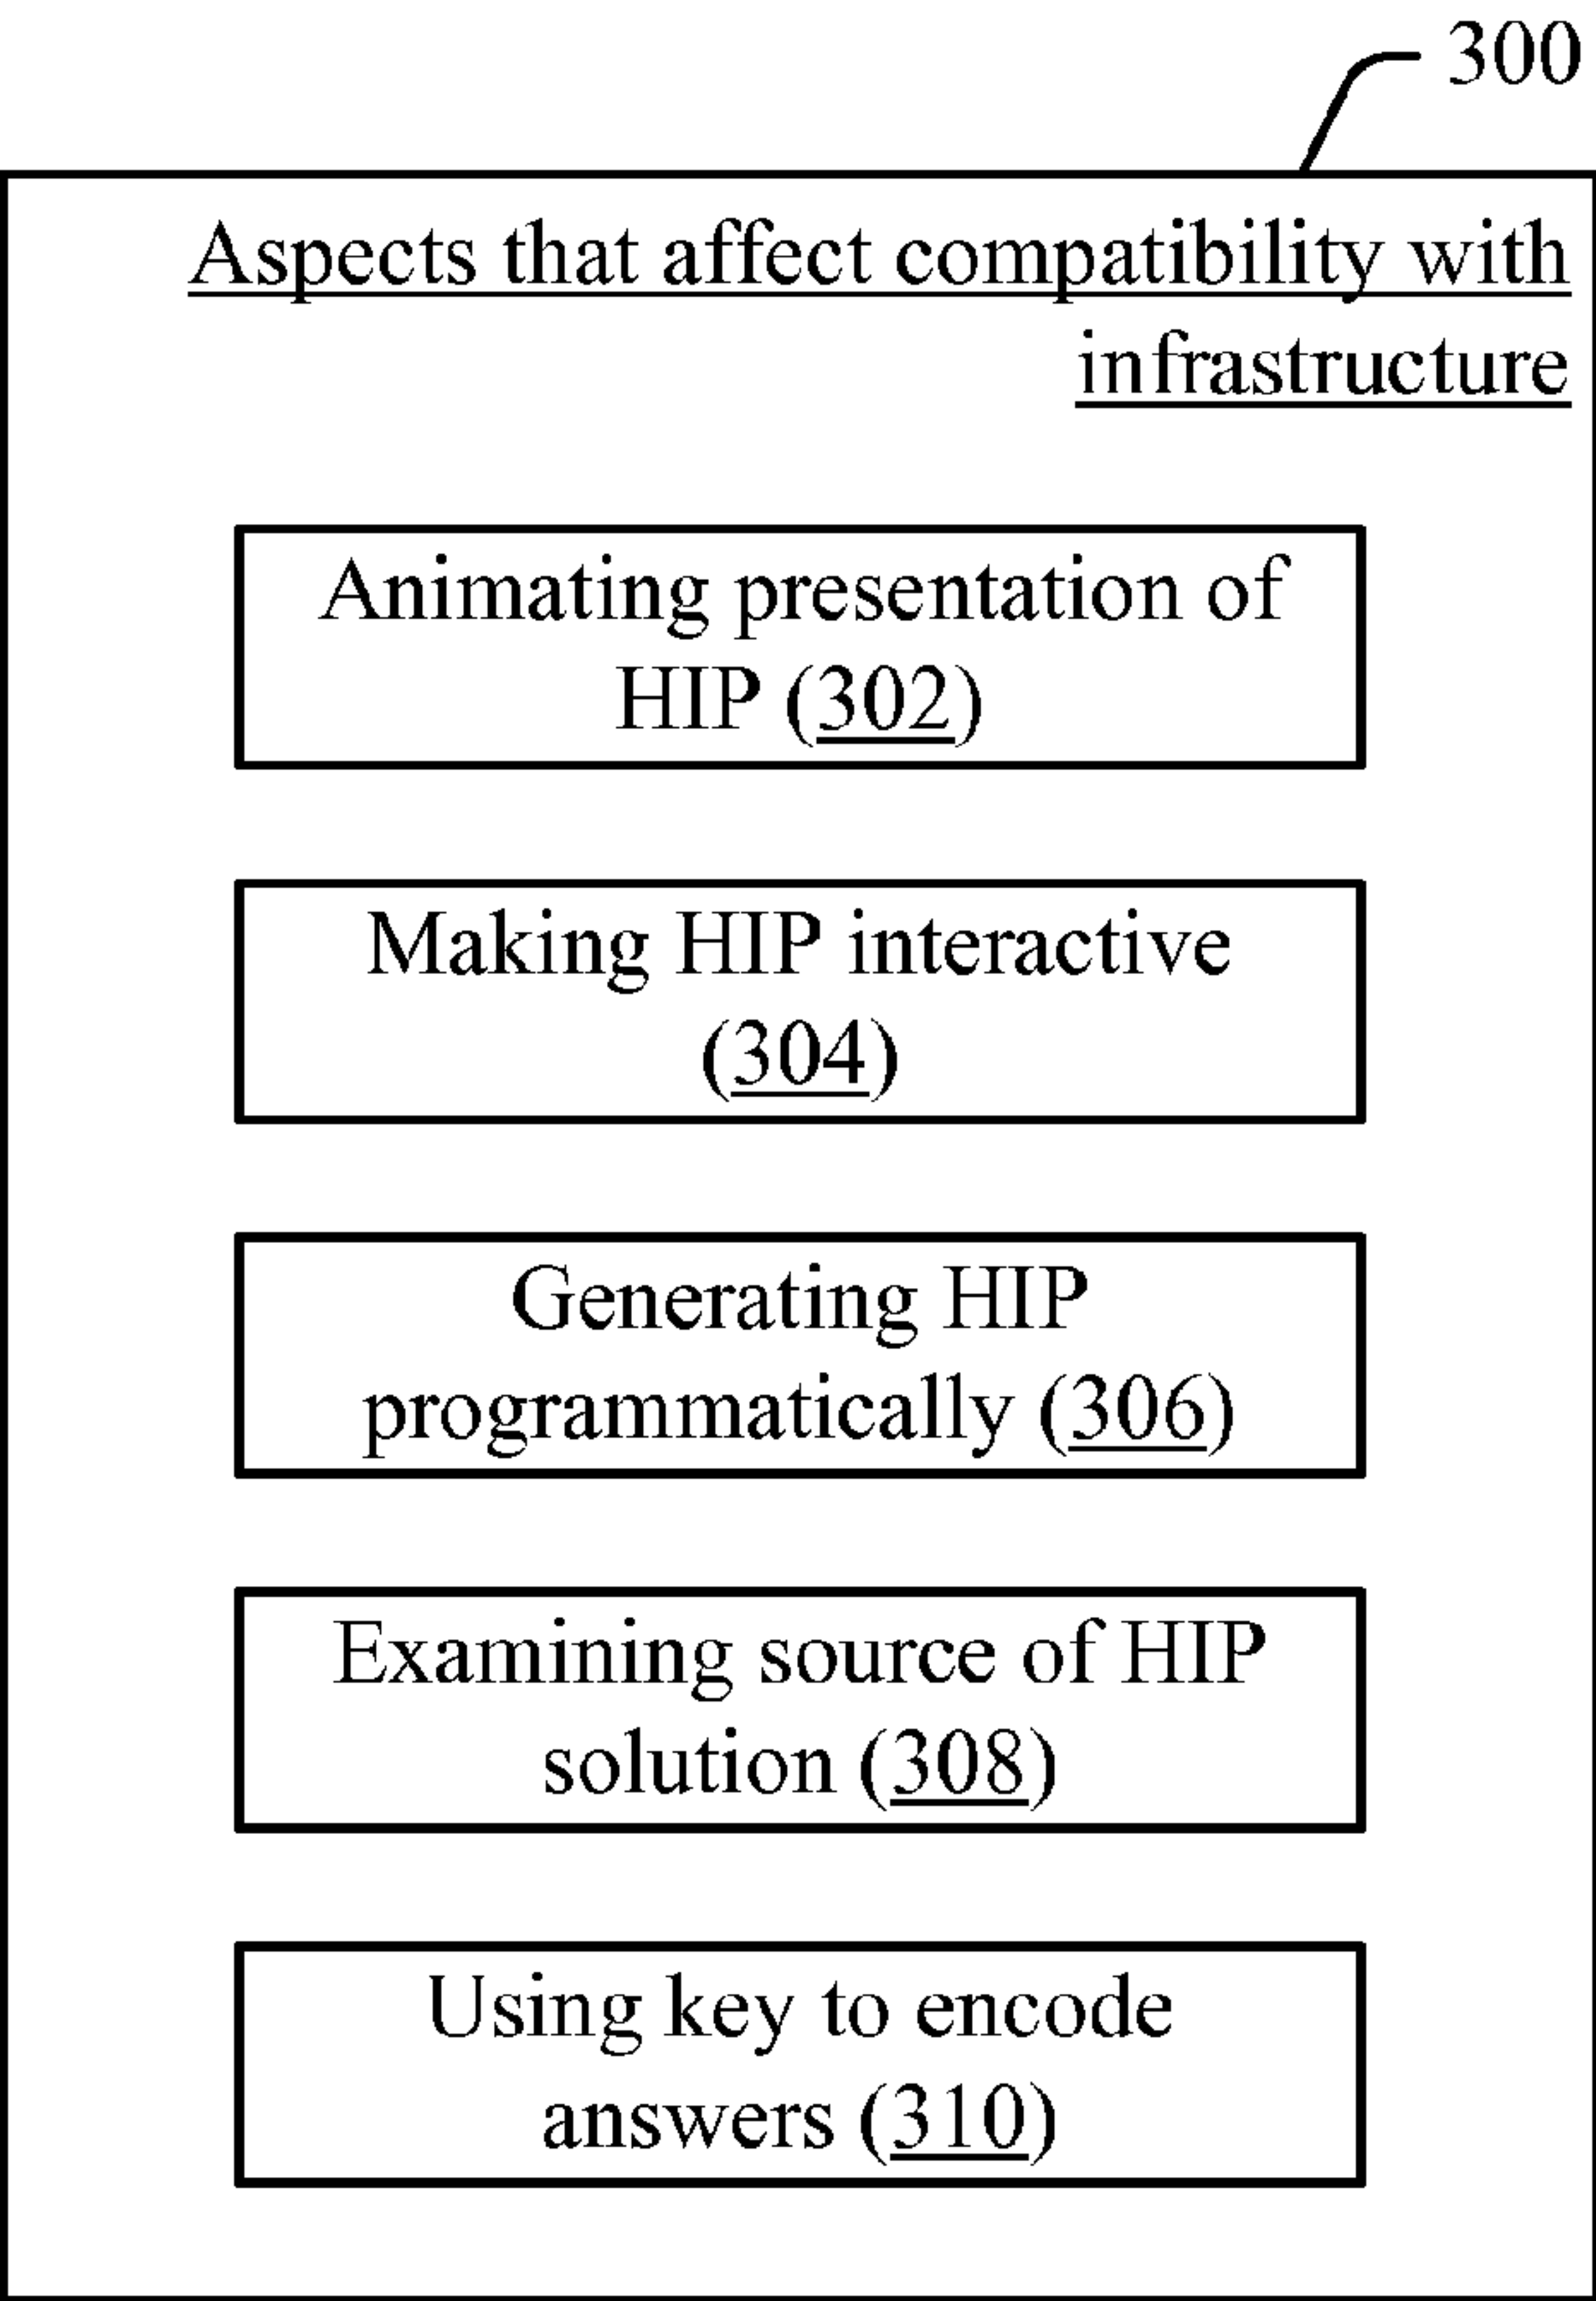 300
Aspects that affect compatibility with
infrastructure
Animating presentation of
HIP (302)
Making HIP interactive
(304)
Generating HIP
programmatically (306)
Examining source of HIP
solution (308)
Using key to encode
answers (310)